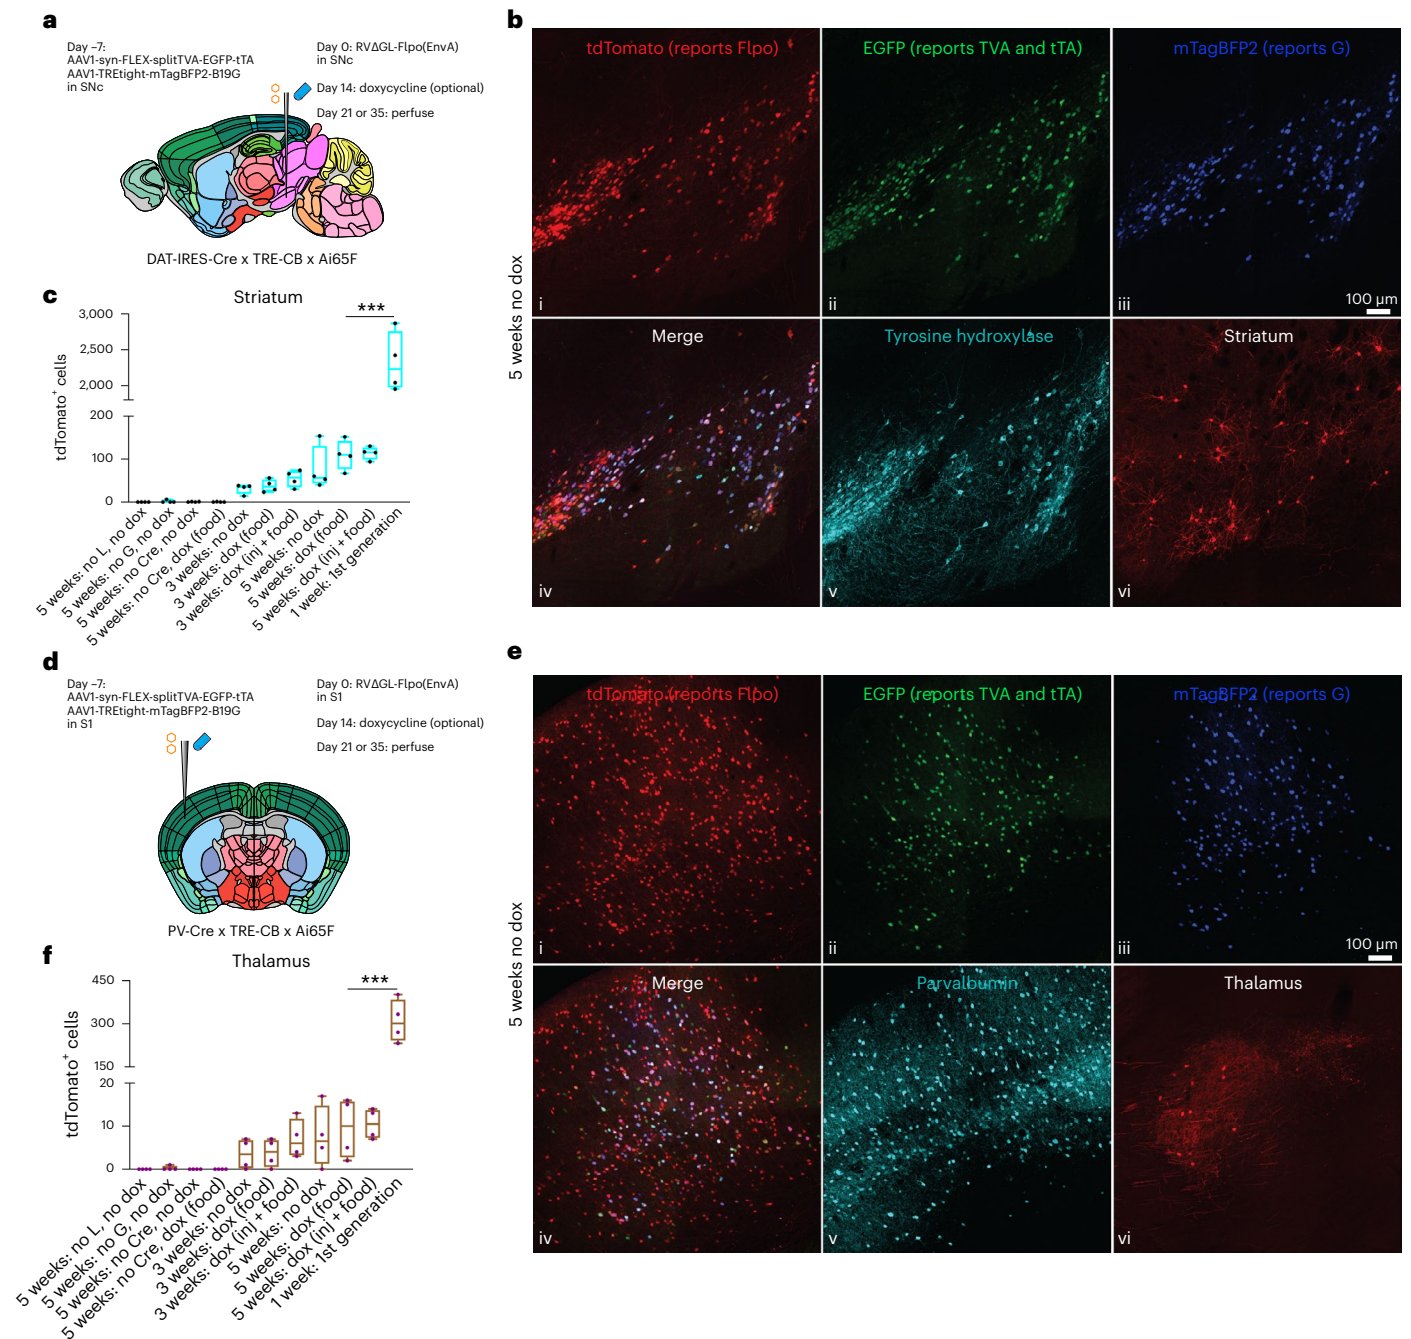 a
Day –7:
AAV1-syn-FLEX-splitTVA-EGFP-tTA
AAV1-TREtight-mTagBFP2-B19G
in SNc
Day 0: RVΔGL-Flpo(EnvA)
in SNc
Day 14: doxycycline (optional)
Day 21 or 35: perfuse
DAT-IRES-Cre x TRE-CB x Ai65F
b
5 weeks no dox
tdTomato (reports Flpo)
i
EGFP (reports TVA and tTA)
ii
mTagBFP2 (reports G)
iii
100 µm
Merge
iv
Tyrosine hydroxylase
v
Striatum
vi
c
Striatum
***
tdTomato+ cells
3,000
2,500
2,000
200
100
0
5 weeks: no L, no dox
5 weeks: no G, no dox
5 weeks: no Cre, no dox
5 weeks: no Cre, dox (food)
3 weeks: no dox
3 weeks: dox (food)
3 weeks: dox (inj + food)
5 weeks: no dox
5 weeks: dox (food)
5 weeks: dox (inj + food)
1 week: 1st generation
d
Day –7:
AAV1-syn-FLEX-splitTVA-EGFP-tTA
AAV1-TREtight-mTagBFP2-B19G
in S1
Day 0: RVΔGL-Flpo(EnvA)
in S1
Day 14: doxycycline (optional)
Day 21 or 35: perfuse
PV-Cre x TRE-CB x Ai65F
e
5 weeks no dox
tdTomato (reports Flpo)
i
EGFP (reports TVA and tTA)
ii
mTagBFP2 (reports G)
iii
100 µm
Merge
iv
Parvalbumin
v
Thalamus
vi
f
Thalamus
***
tdTomato+ cells
450
300
150
20
10
0
5 weeks: no L, no dox
5 weeks: no G, no dox
5 weeks: no Cre, no dox
5 weeks: no Cre, dox (food)
3 weeks: no dox
3 weeks: dox (food)
3 weeks: dox (inj + food)
5 weeks: no dox
5 weeks: dox (food)
5 weeks: dox (inj + food)
1 week: 1st generation